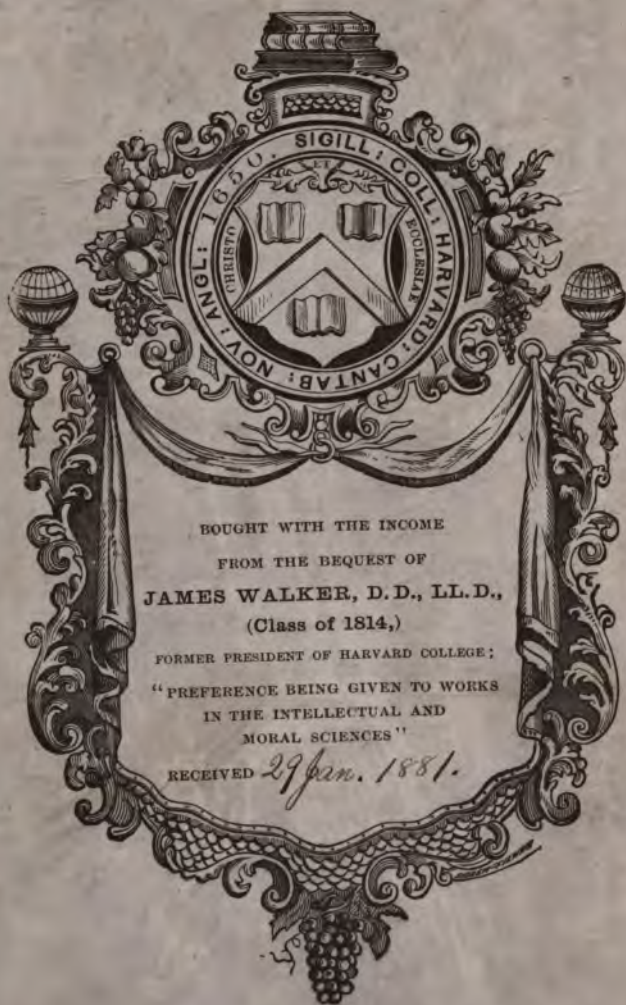 SIGILL: COLL: HARVARD: CANTAB: NOV: ANGL: 1650.
ET
CHRISTO
ECCLESIAE
BOUGHT WITH THE INCOME
FROM THE BEQUEST OF
JAMES WALKER, D.D., LL.D.,
(Class of 1814,)
FORMER PRESIDENT OF HARVARD COLLEGE;
"PREFERENCE BEING GIVEN TO WORKS
IN THE INTELLECTUAL AND
MORAL SCIENCES"
RECEIVED 29 Jan. 1881.